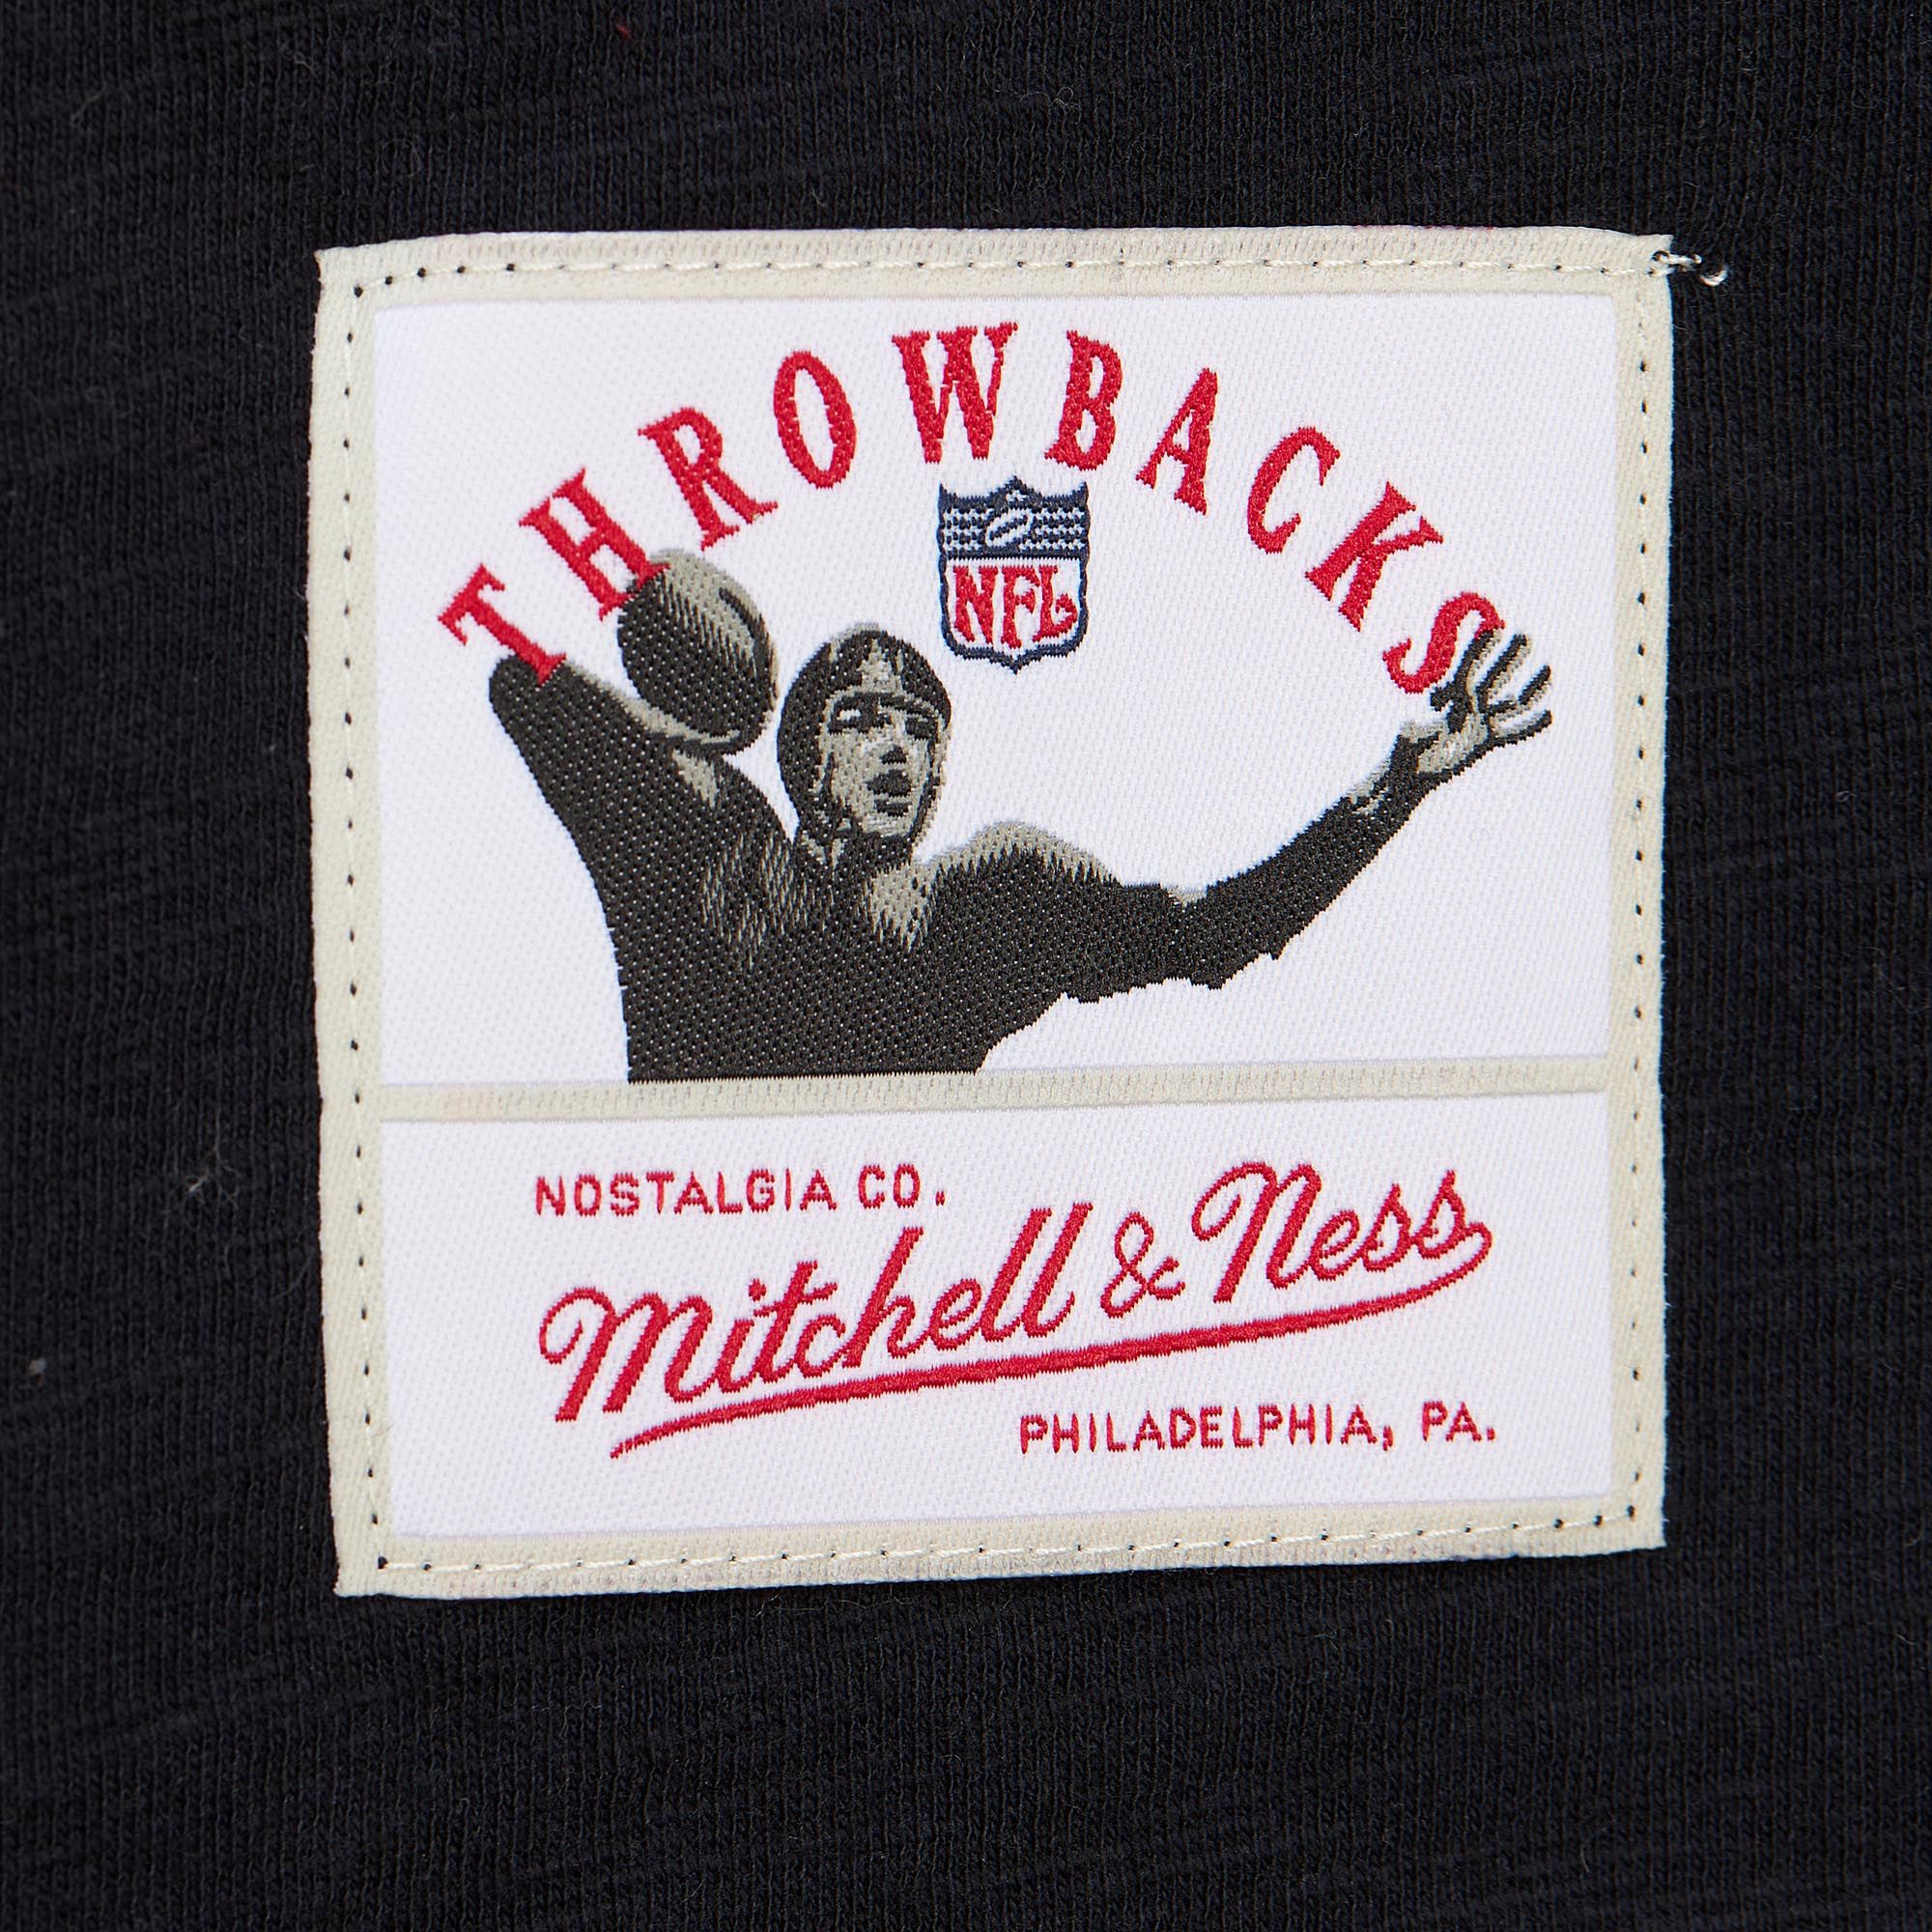 THROWBACKS
NFL
NOSTALGIA CO.
Mitchell & Ness
PHILADELPHIA, PA.